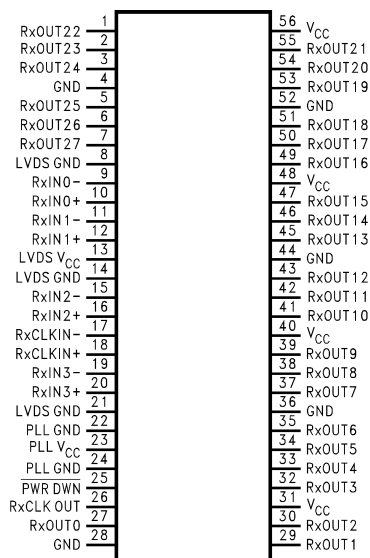 RxOUT22 1
RxOUT23 2
RxOUT24 3
GND 4
RxOUT25 5
RxOUT26 6
RxOUT27 7
LVDS GND 8
RxIN0− 9
RxIN0+ 10
RxIN1− 11
RxIN1+ 12
LVDS VCC 13
LVDS GND 14
RxIN2− 15
RxIN2+ 16
RxCLKIN− 17
RxCLKIN+ 18
RxIN3− 19
RxIN3+ 20
LVDS GND 21
PLL GND 22
PLL VCC 23
PLL GND 24
PWR DWN 25
RxCLK OUT 26
RxOUT0 27
GND 28
56 VCC
55 RxOUT21
54 RxOUT20
53 RxOUT19
52 GND
51 RxOUT18
50 RxOUT17
49 RxOUT16
48 VCC
47 RxOUT15
46 RxOUT14
45 RxOUT13
44 GND
43 RxOUT12
42 RxOUT11
41 RxOUT10
40 VCC
39 RxOUT9
38 RxOUT8
37 RxOUT7
36 GND
35 RxOUT6
34 RxOUT5
33 RxOUT4
32 RxOUT3
31 VCC
30 RxOUT2
29 RxOUT1